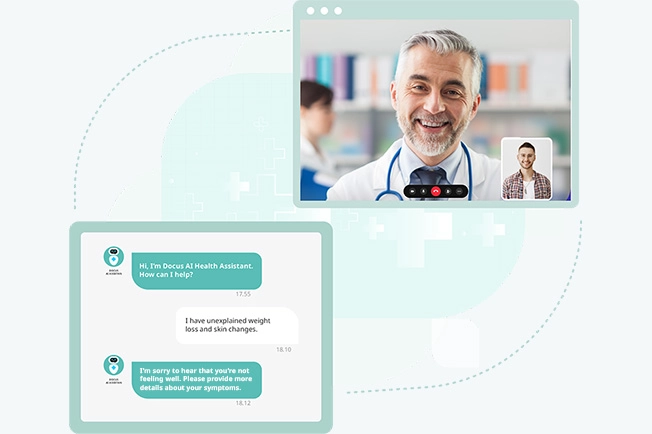 Hi, I'm Docus AI Health Assistant.
How can I help?
DOCUS
AI ASSISTANT
17.55
I have unexplained weight
loss and skin changes.
18.10
I'm sorry to hear that you're not
feeling well. Please provide more
details about your symptoms.
DOCUS
AI ASSISTANT
18.12